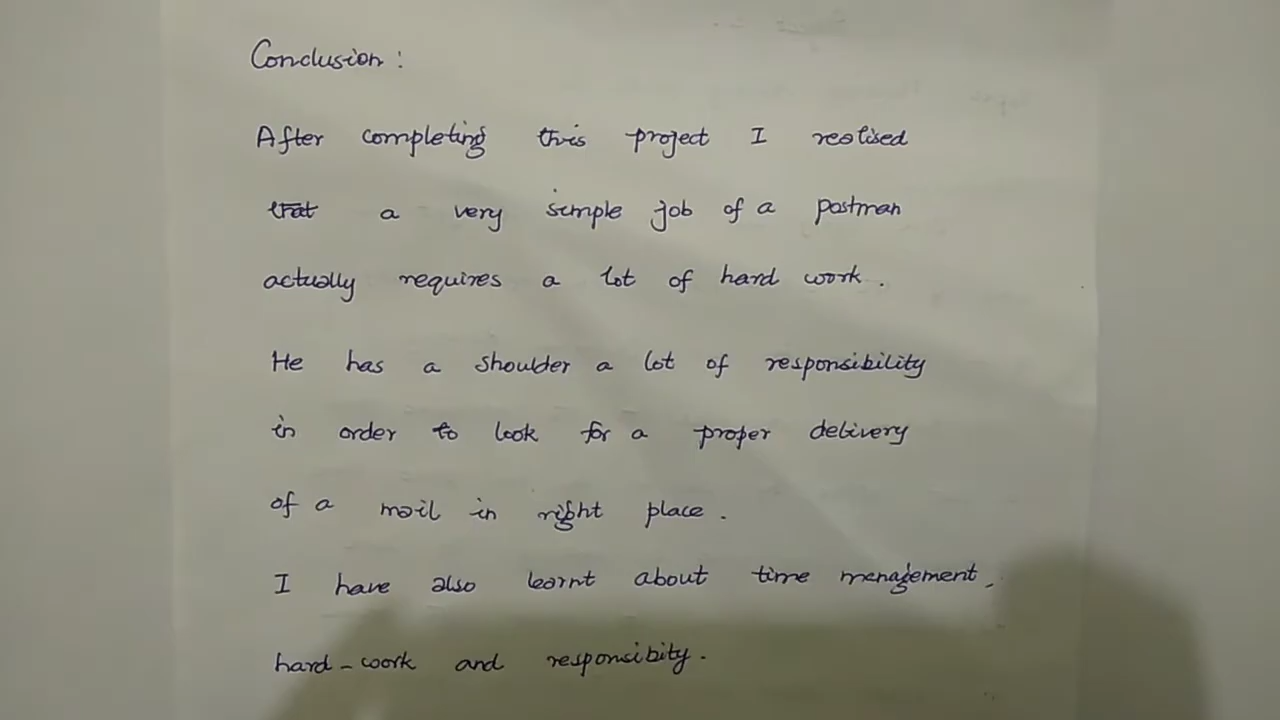 Conclusion :
After completing this project I realised
that a very simple job of a postman
actually requires a lot of hard work .
He has a shoulder a lot of responsibility
in order to look for a proper delivery
of a mail in right place .
I have also learnt about time management ,
hard-work and responsibity .